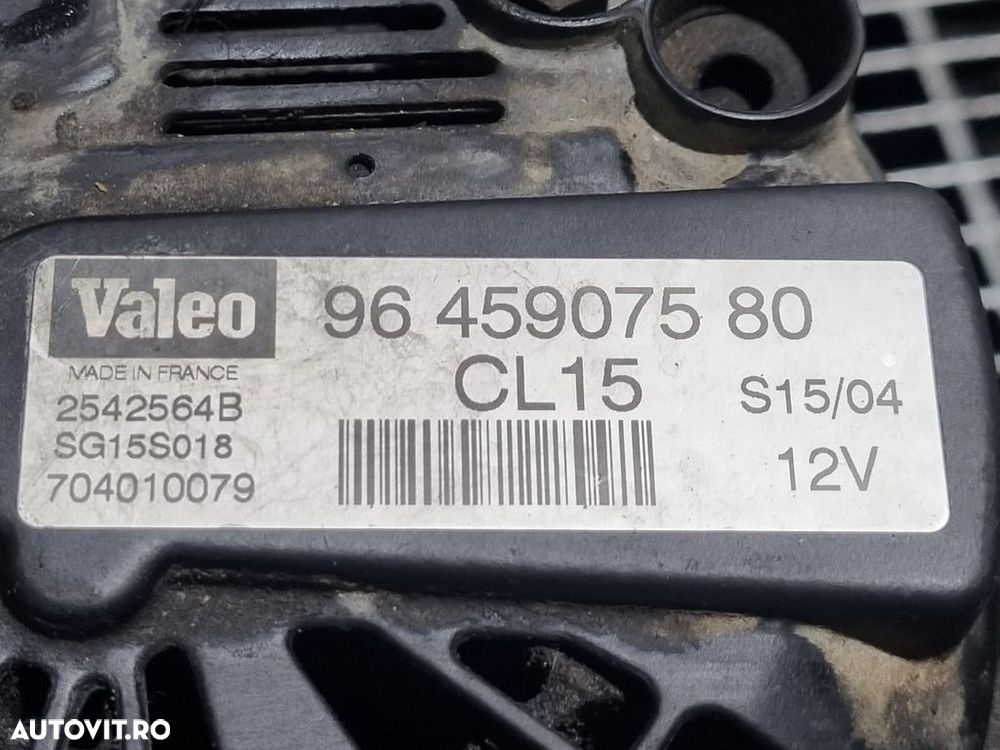 Valeo
MADE IN FRANCE
2542564B
SG15S018
704010079
96 459075 80
CL15
S15/04
12V
AUTOVIT.RO